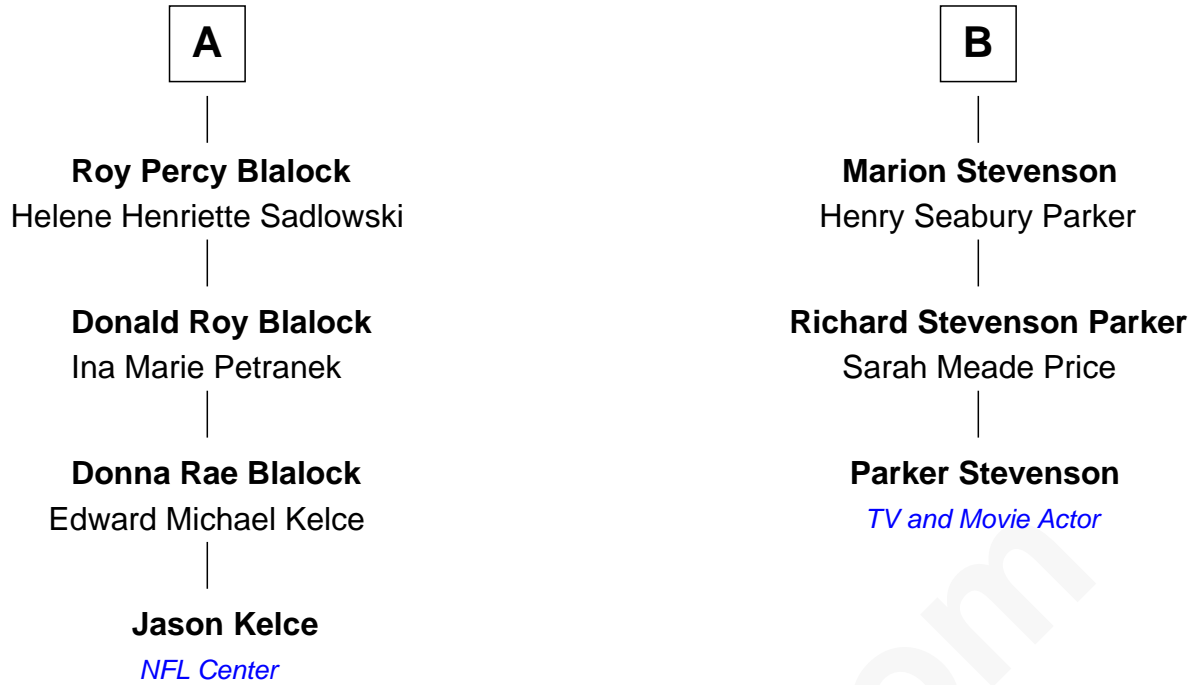 A
Roy Percy Blalock
Helene Henriette Sadlowski
Donald Roy Blalock
Ina Marie Petranek
Donna Rae Blalock
Edward Michael Kelce
Jason Kelce
NFL Center
B
Marion Stevenson
Henry Seabury Parker
Richard Stevenson Parker
Sarah Meade Price
Parker Stevenson
TV and Movie Actor
om